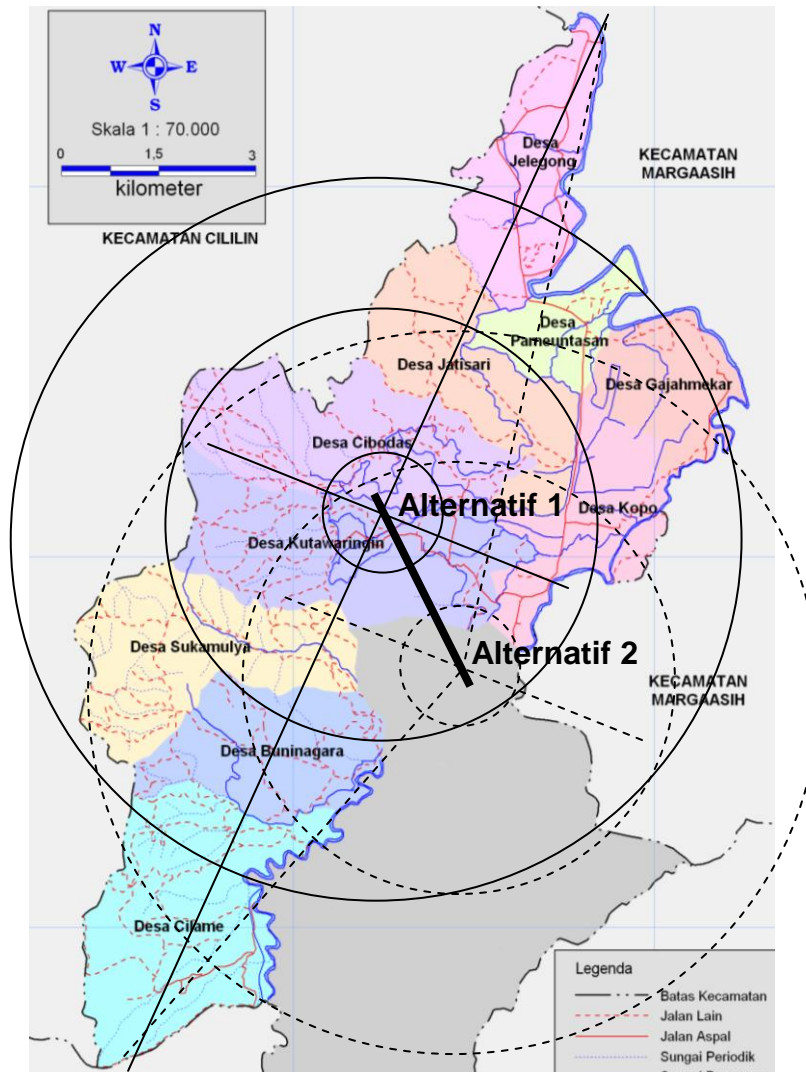 N
W E
S
Skala 1 : 70.000
0 1,5 3
kilometer
KECAMATAN CILILIN
Desa
Jelegong
KECAMATAN
MARGAASIH
Desa
Pameuntasan
Desa Jatisari
Desa Gajahmekar
Desa Cibodas
Alternatif 1
Desa Kopo
Desa Kutawaringin
Desa Sukamulya
Alternatif 2
KECAMATAN
MARGAASIH
Desa Buninagara
Desa Cilame
Legenda
Batas Kecamatan
Jalan Lain
Jalan Aspal
Sungai Periodik